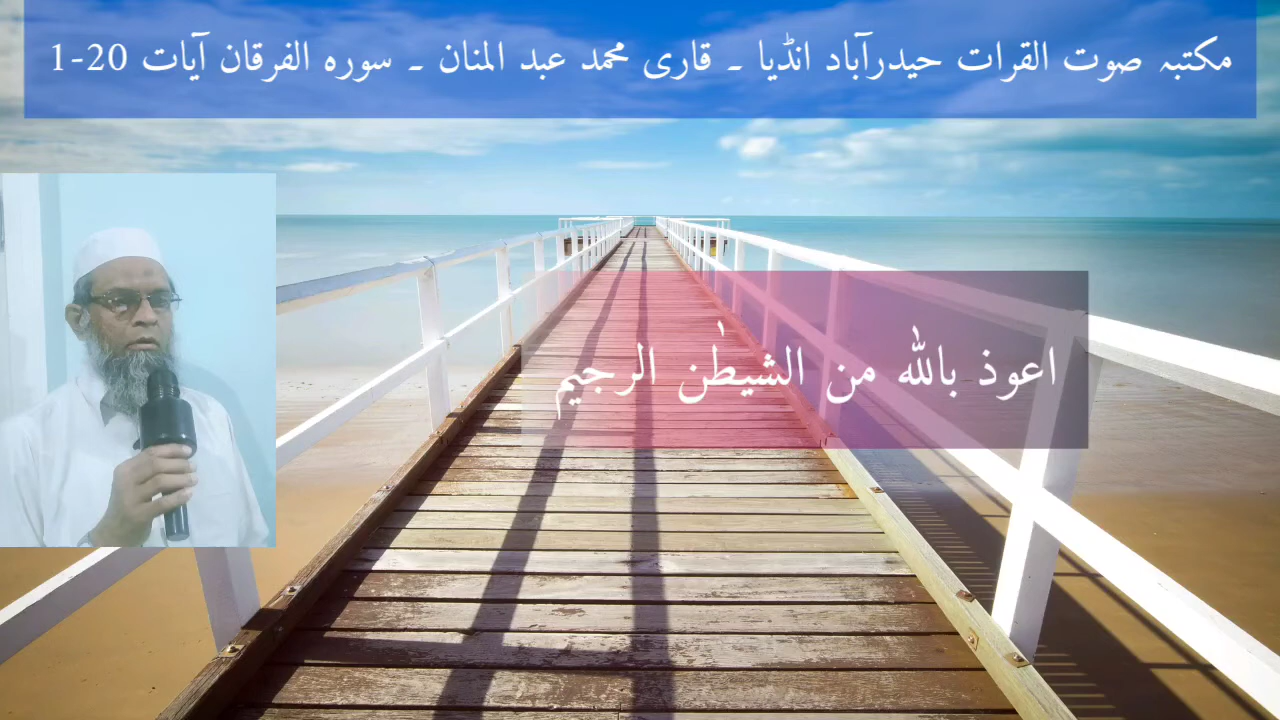 مکتبہ صوت القرات حیدرآباد انڈیا ۔ قاری محمد عبد المنان ۔ سورہ الفرقان آیات 20-1
اعوذ باللہ من الشیطٰن الرجیم